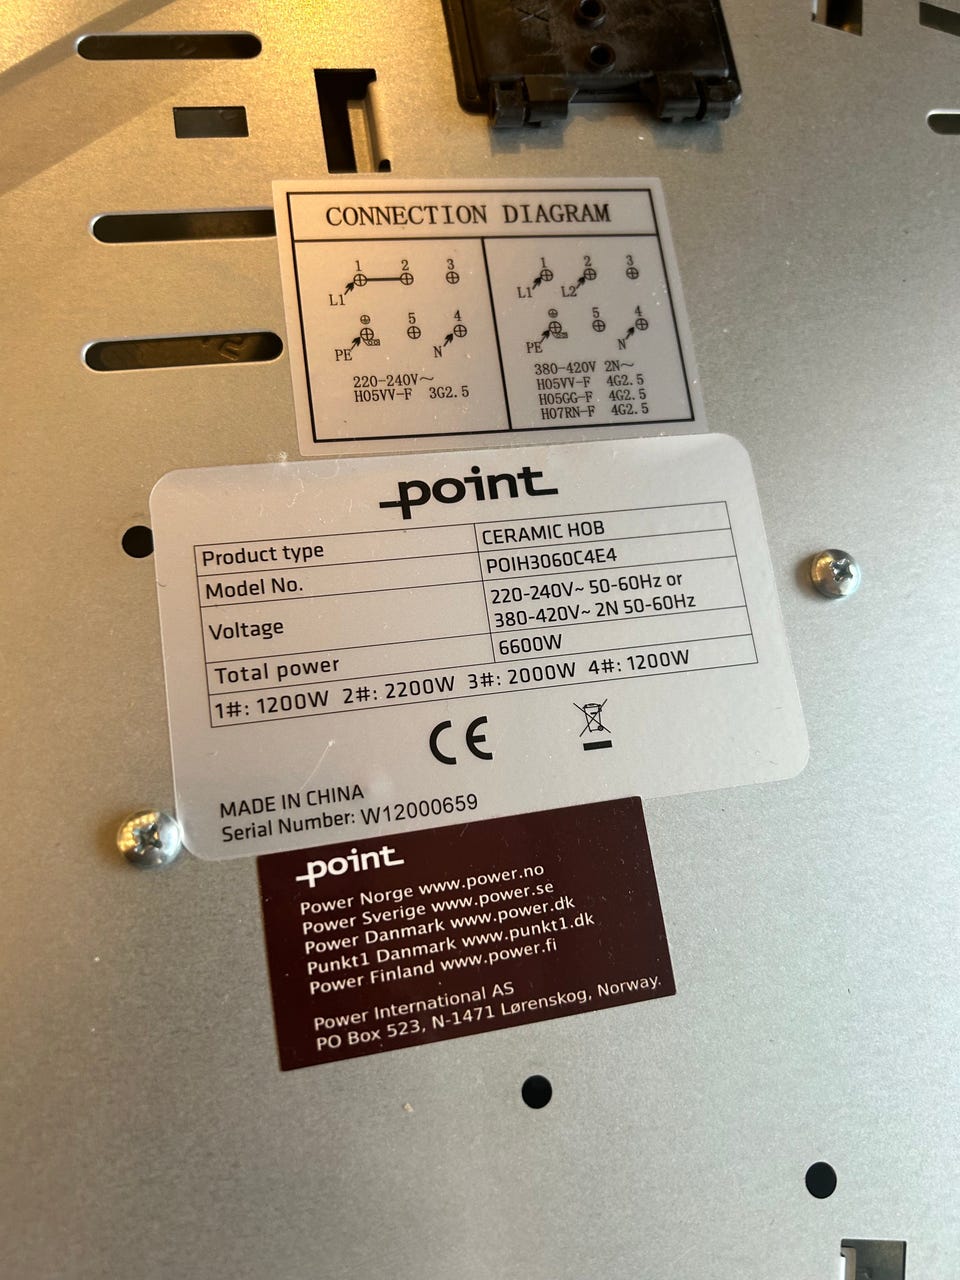 CONNECTION DIAGRAM
1 2 3
L1
5 4
PE N
220-240V~
H05VV-F 3G2.5
1 2 3
L1 L2
5 4
PE N
380-420V 2N~
H05VV-F 4G2.5
H05GG-F 4G2.5
H07RN-F 4G2.5
point
Product type CERAMIC HOB
Model No. POIH3060C4E4
Voltage 220-240V~ 50-60Hz or
380-420V~ 2N 50-60Hz
Total power 6600W
1#: 1200W 2#: 2200W 3#: 2000W 4#: 1200W
CE
MADE IN CHINA
Serial Number: W12000659
point
Power Norge www.power.no
Power Sverige www.power.se
Power Danmark www.power.dk
Punkt1 Danmark www.punkt1.dk
Power Finland www.power.fi
Power International AS
PO Box 523, N-1471 Lørenskog, Norway.